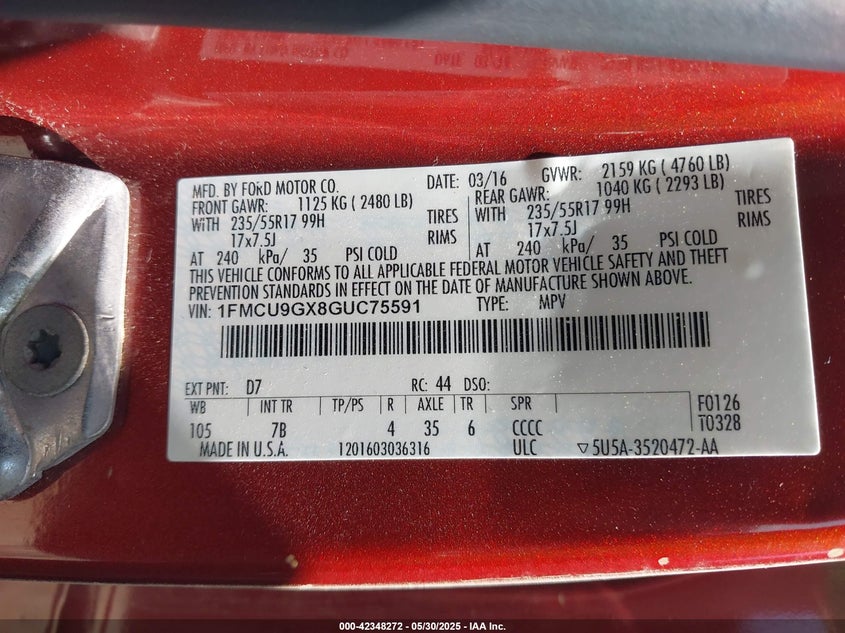 MFD. BY FORD MOTOR CO.
DATE: 03/16
GVWR: 2159 KG ( 4760 LB)
FRONT GAWR: 1125 KG ( 2480 LB)
REAR GAWR: 1040 KG ( 2293 LB)
WITH 235/55R17 99H TIRES
WITH 235/55R17 99H TIRES
17x7.5J RIMS
17x7.5J RIMS
AT 240 kPa/ 35 PSI COLD
AT 240 kPa/ 35 PSI COLD
THIS VEHICLE CONFORMS TO ALL APPLICABLE FEDERAL MOTOR VEHICLE SAFETY AND THEFT
PREVENTION STANDARDS IN EFFECT ON THE DATE OF MANUFACTURE SHOWN ABOVE.
VIN: 1FMCU9GX8GUC75591 TYPE: MPV
EXT PNT: D7 RC: 44 DSO:
WB INT TR TP/PS R AXLE TR SPR F0126
105 7B 4 35 6 CCCC T0328
MADE IN U.S.A. 1201603036316 ULC ▽5U5A-3520472-AA
000-42348272 - 05/30/2025 - IAA Inc.